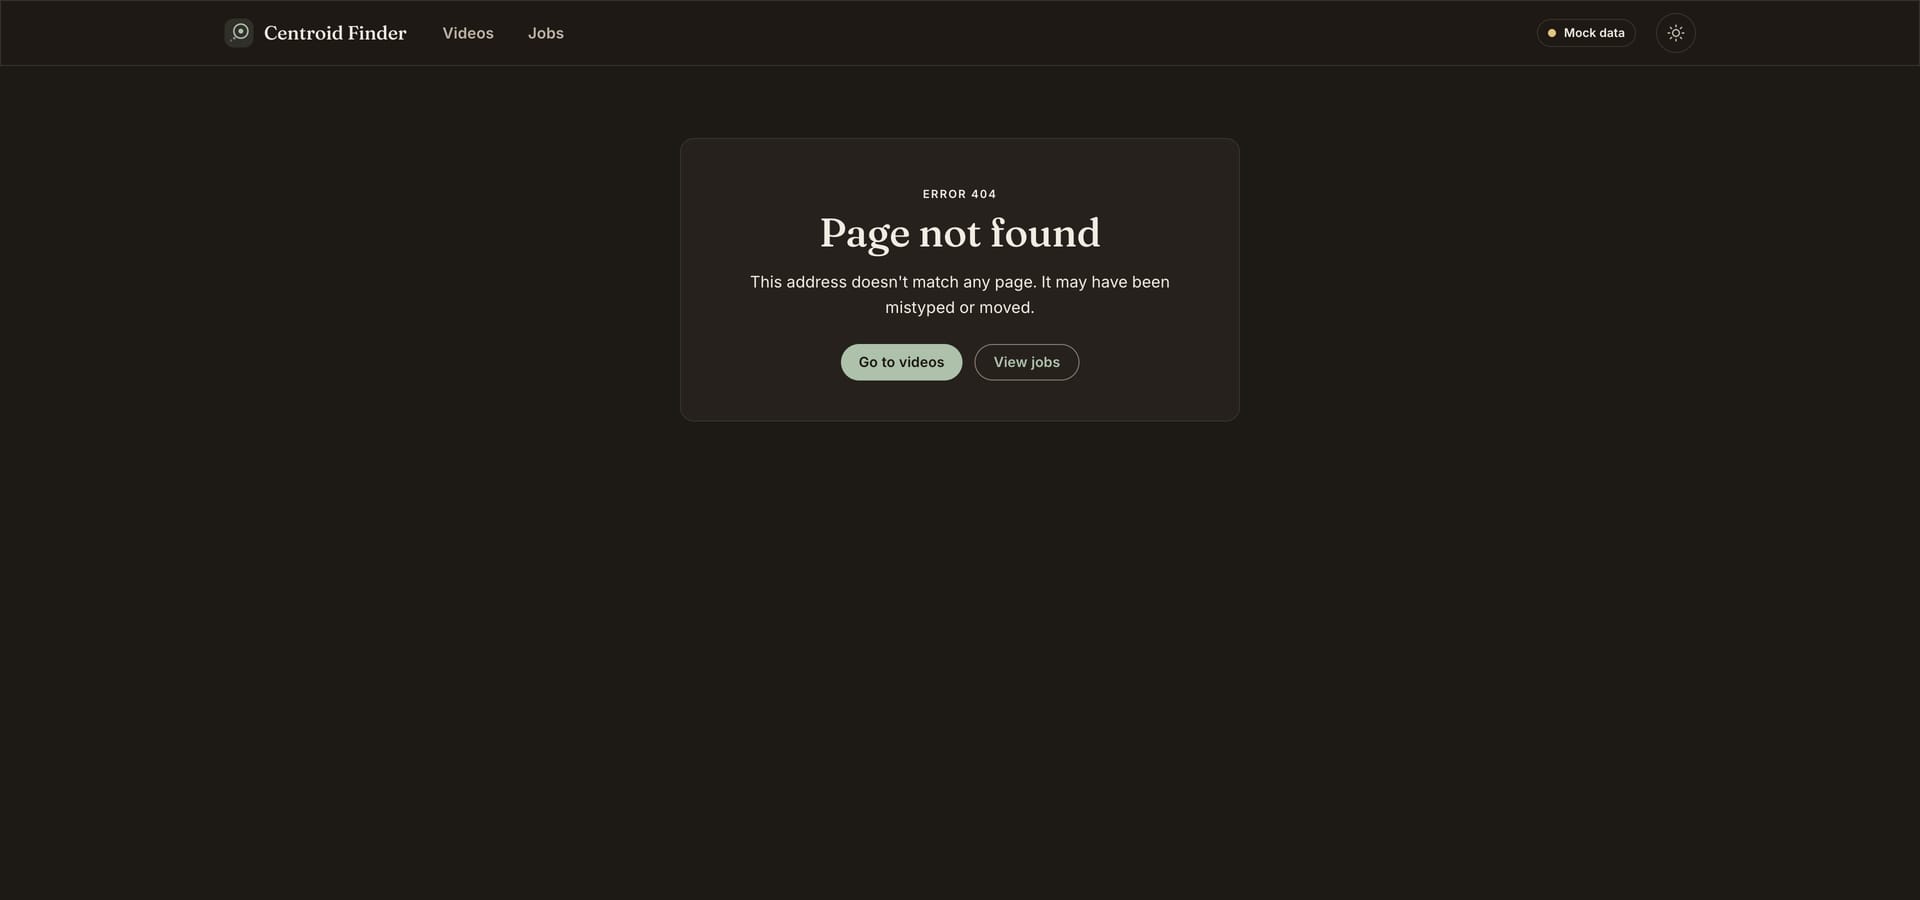 Centroid Finder
Videos
Jobs
Mock data
ERROR 404
Page not found
This address doesn't match any page. It may have been
mistyped or moved.
Go to videos
View jobs